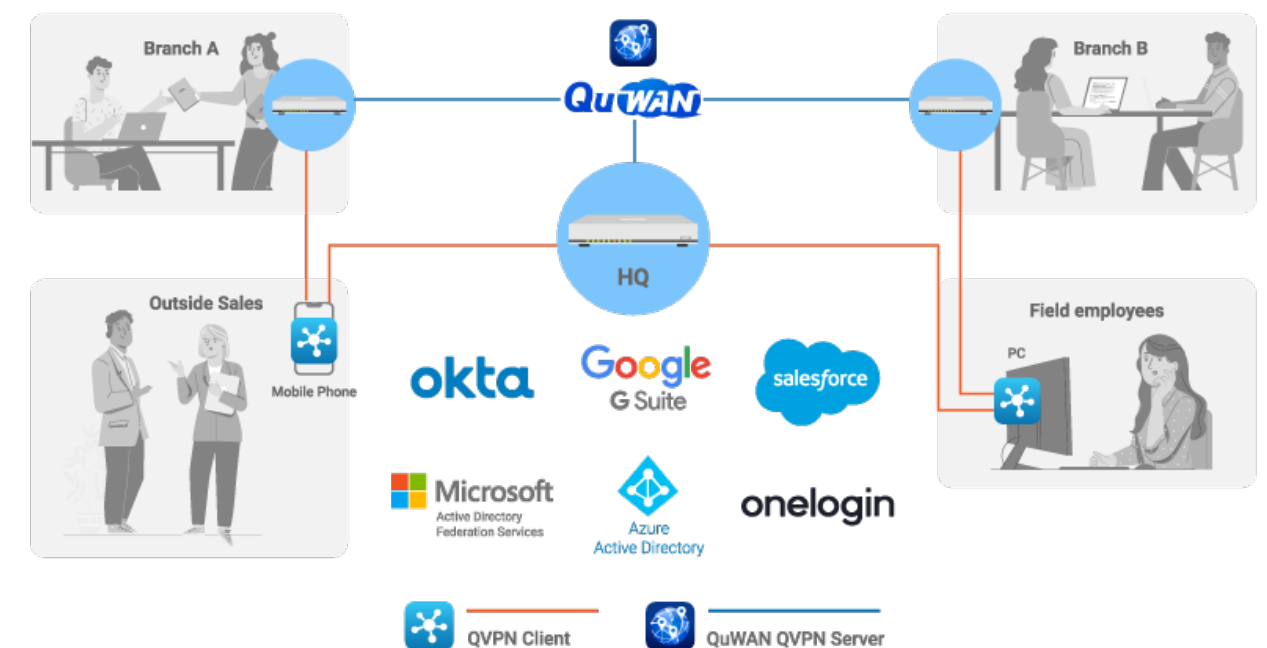 Branch A
Branch B
QuWAN
HQ
Outside Sales
Mobile Phone
Field employees
PC
okta
Google
G Suite
salesforce
Microsoft
Active Directory
Federation Services
Azure
Active Directory
onelogin
QVPN Client
QuWAN QVPN Server